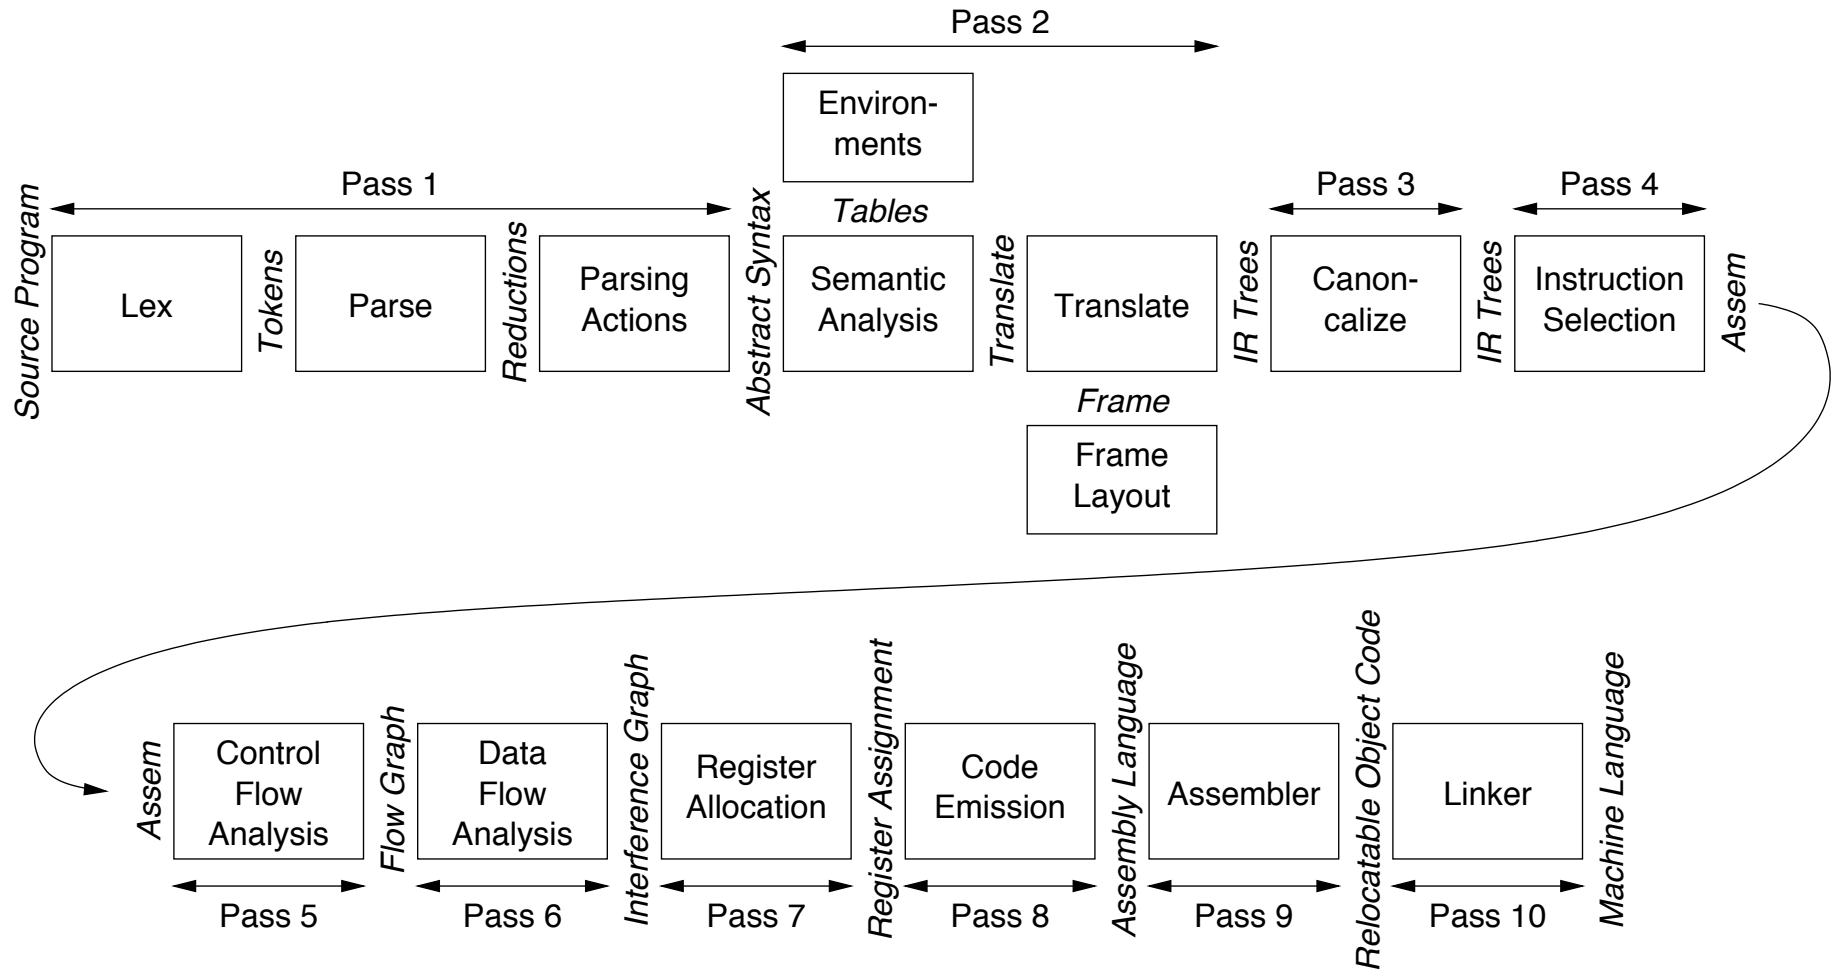 Pass 2
Environ-
ments
Pass 1
Pass 3
Pass 4
Tables
Source Program
Lex
Tokens
Parse
Reductions
Parsing
Actions
Abstract Syntax
Semantic
Analysis
Translate
Translate
IR Trees
Canon-
calize
IR Trees
Instruction
Selection
Assem
Frame
Frame
Layout
Assem
Control
Flow
Analysis
Flow Graph
Data
Flow
Analysis
Interference Graph
Register
Allocation
Register Assignment
Code
Emission
Assembly Language
Assembler
Relocatable Object Code
Linker
Machine Language
Pass 5
Pass 6
Pass 7
Pass 8
Pass 9
Pass 10